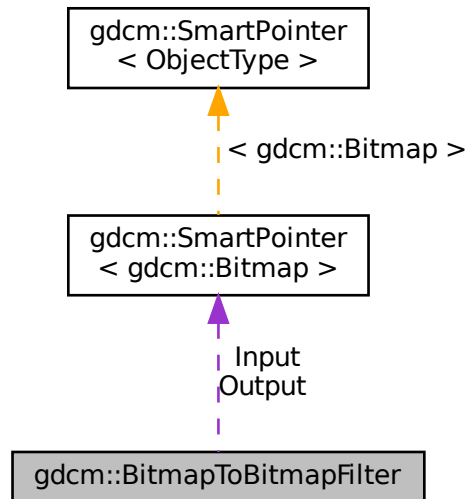 gdcm::SmartPointer
< ObjectType >
< gdcm::Bitmap >
gdcm::SmartPointer
< gdcm::Bitmap >
Input
Output
gdcm::BitmapToBitmapFilter